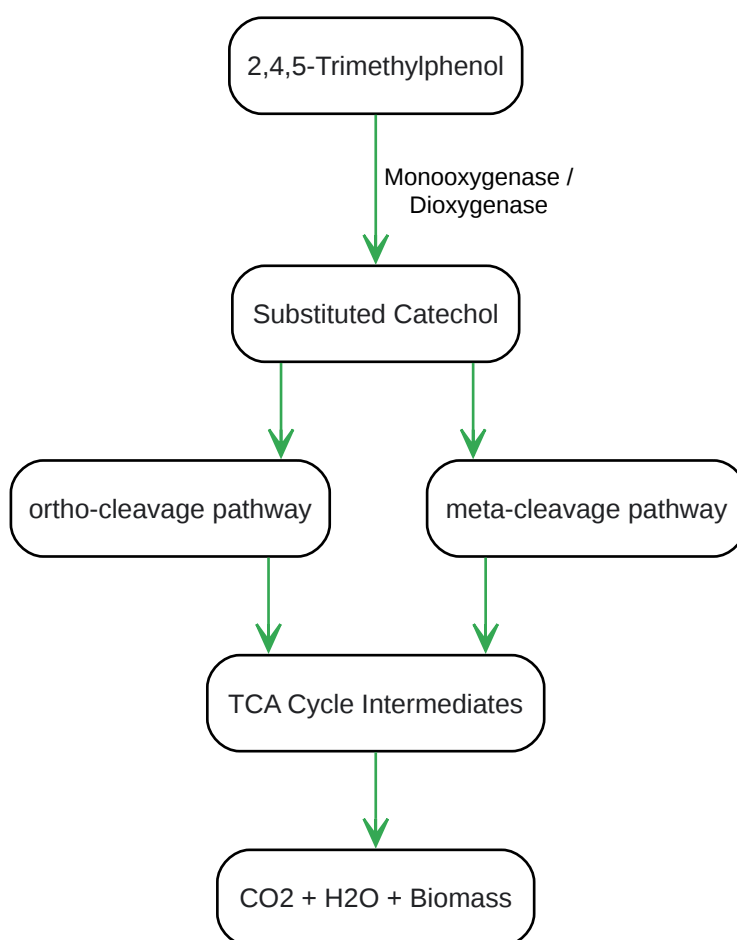 2,4,5-Trimethylphenol
Monooxygenase /
Dioxygenase
Substituted Catechol
ortho-cleavage pathway
meta-cleavage pathway
TCA Cycle Intermediates
CO2 + H2O + Biomass